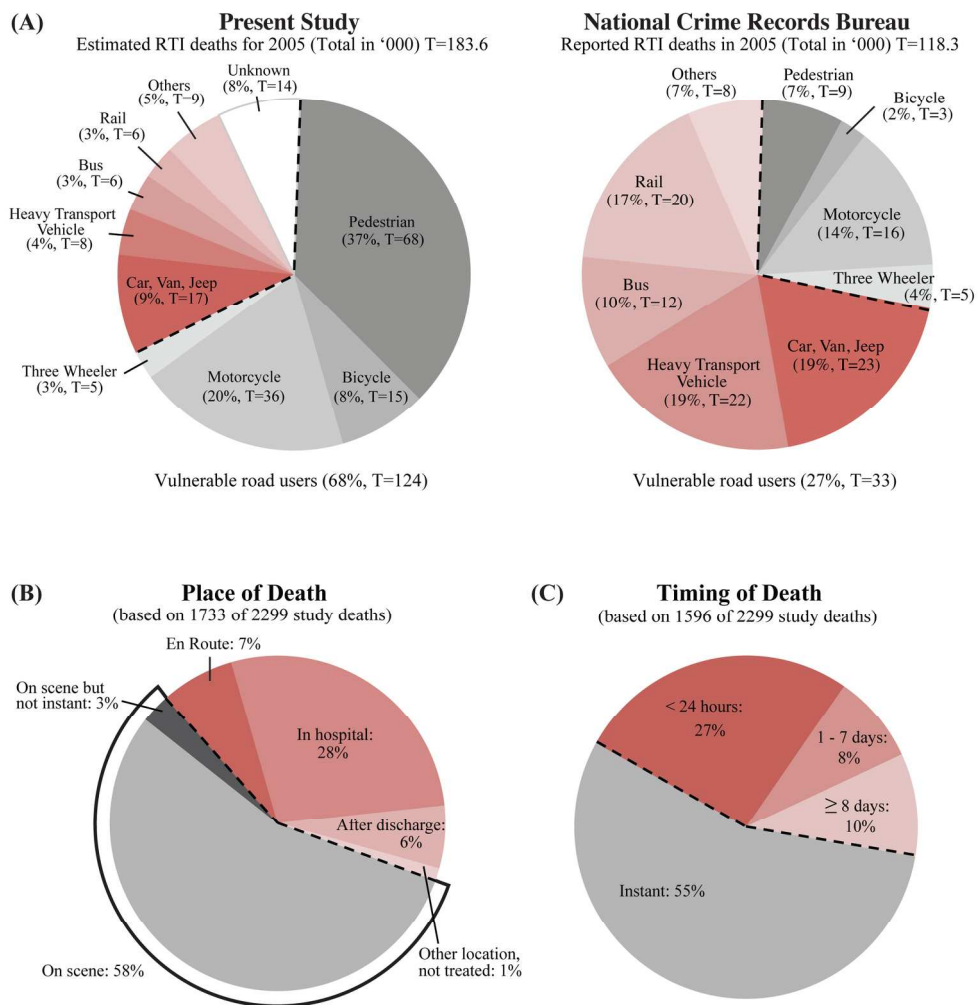 (A)
Present Study
Estimated RTI deaths for 2005 (Total in ‘000) T=183.6
Unknown
(8%, T=14)
Others
(5%, T−9)
Rail
(3%, T=6)
Bus
(3%, T=6)
Heavy Transport
Vehicle
(4%, T=8)
Car, Van, Jeep
(9%, T=17)
Three Wheeler
(3%, T=5)
Motorcycle
(20%, T=36)
Bicycle
(8%, T=15)
Pedestrian
(37%, T=68)
Vulnerable road users (68%, T=124)
National Crime Records Bureau
Reported RTI deaths in 2005 (Total in ‘000) T=118.3
Others
(7%, T=8)
Pedestrian
(7%, T=9)
Bicycle
(2%, T=3)
Rail
(17%, T=20)
Motorcycle
(14%, T=16)
Three Wheeler
(4%, T=5)
Bus
(10%, T−12)
Car, Van, Jeep
(19%, T=23)
Heavy Transport
Vehicle
(19%, T=22)
Vulnerable road users (27%, T=33)
(B)
Place of Death
(based on 1733 of 2299 study deaths)
En Route: 7%
On scene but
not instant: 3%
In hospital:
28%
After discharge:
6%
Other location,
not treated: 1%
On scene: 58%
(C)
Timing of Death
(based on 1596 of 2299 study deaths)
< 24 hours:
27%
1 - 7 days:
8%
≥ 8 days:
10%
Instant: 55%